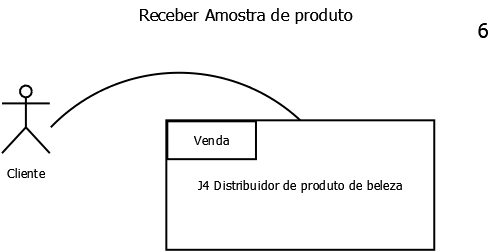 Receber Amostra de produto
6
Venda
J4 Distribuidor de produto de beleza
Cliente